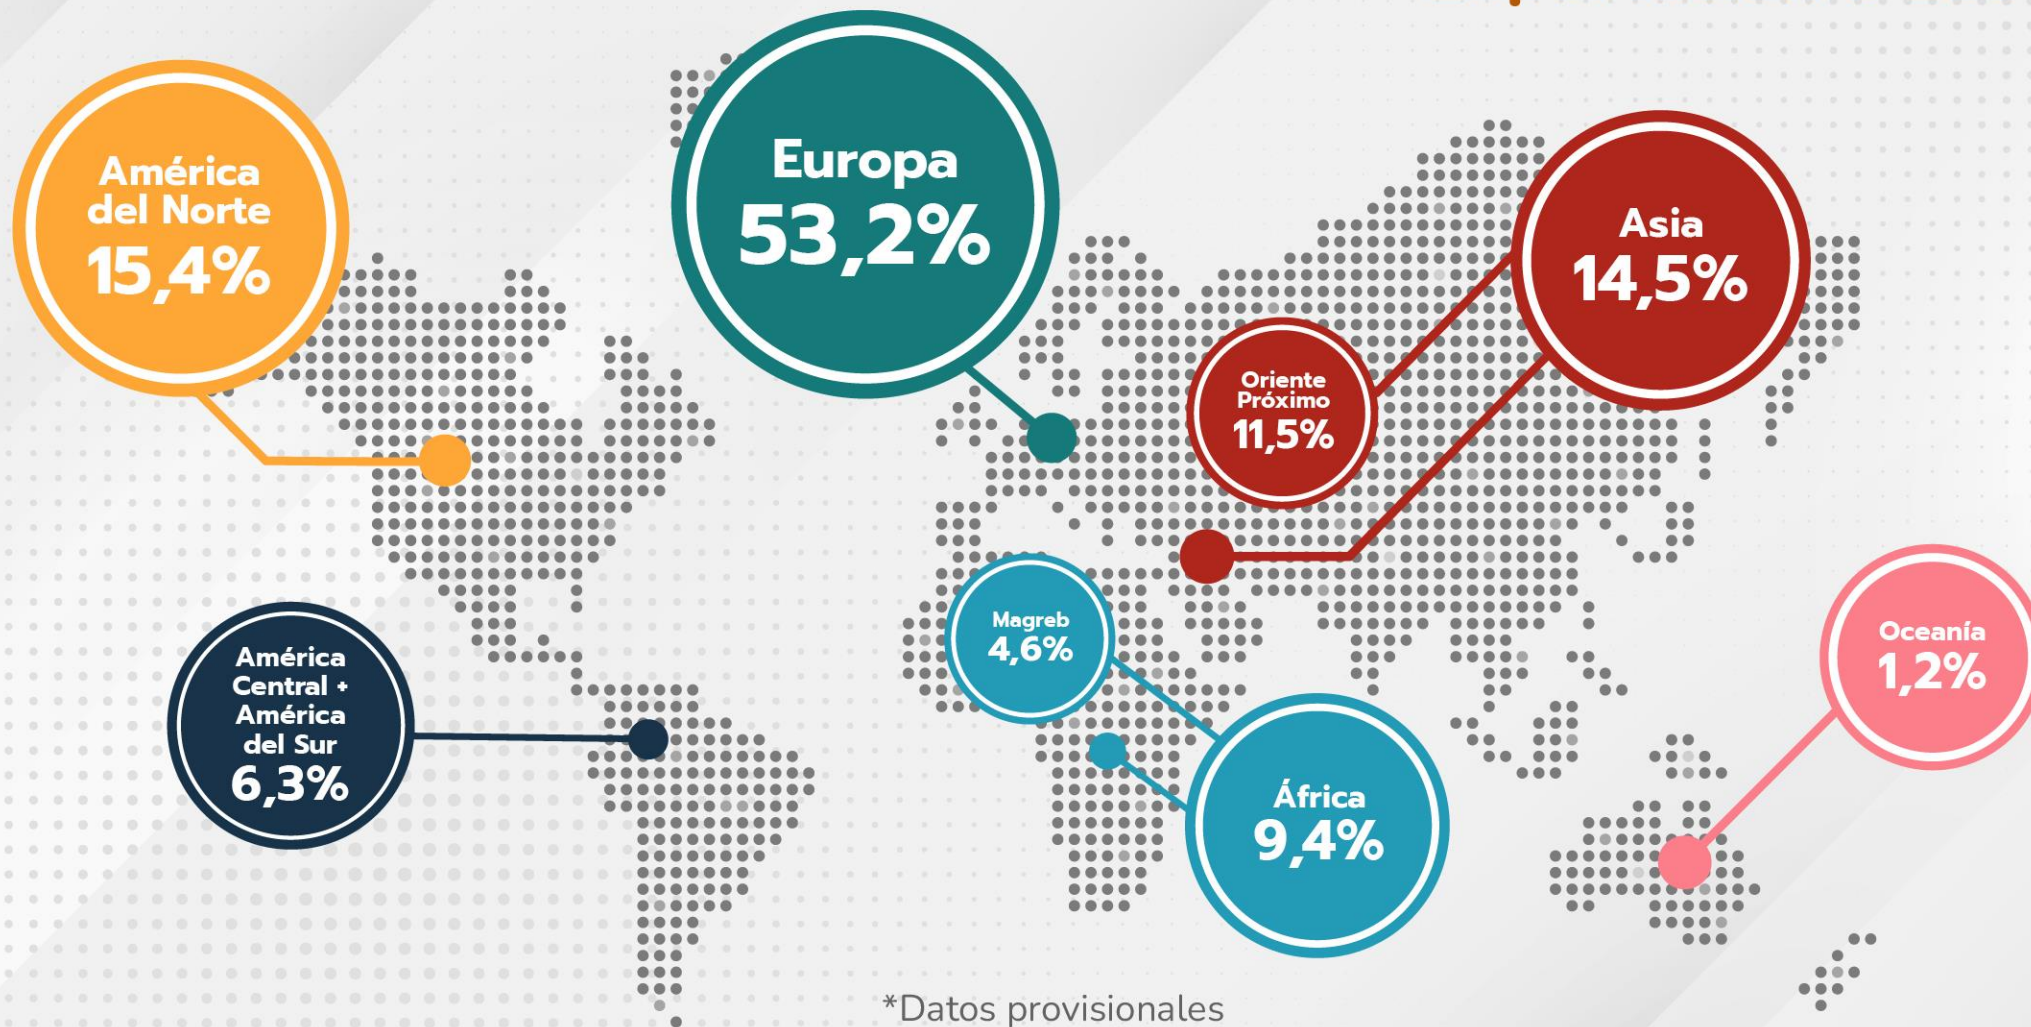 América
del Norte
15,4%
Europa
53,2%
Asia
14,5%
Oriente
Próximo
11,5%
Magreb
4,6%
África
9,4%
Oceanía
1,2%
América
Central +
América
del Sur
6,3%
*Datos provisionales